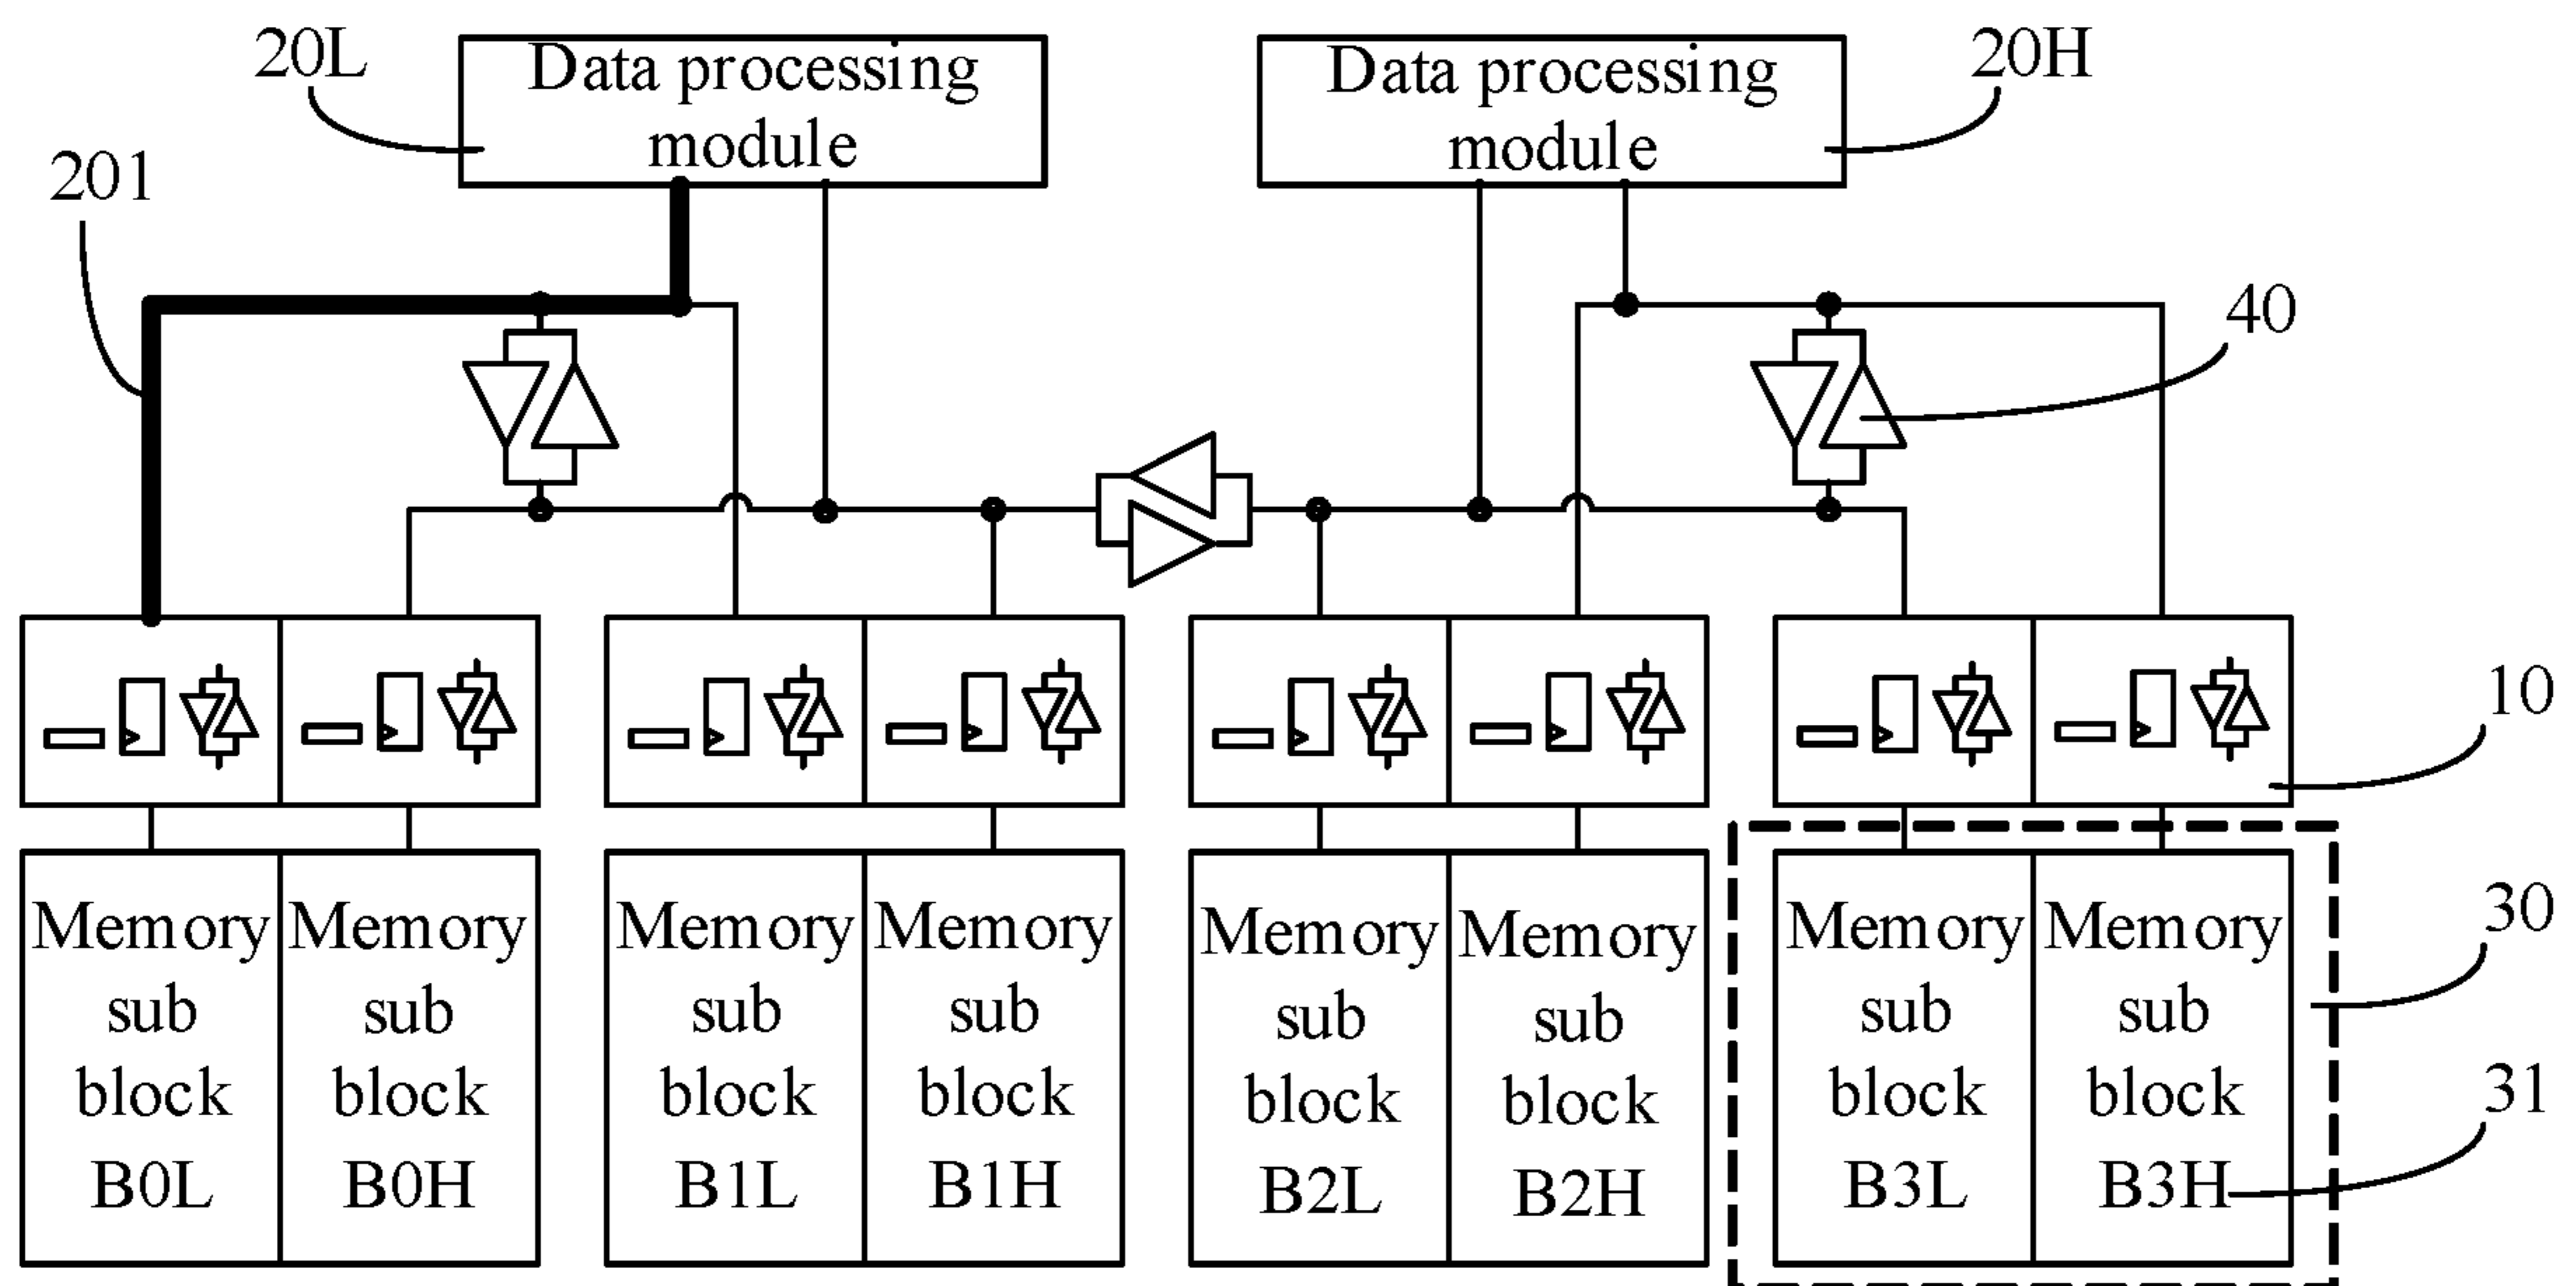 20L
Data processing
module
Data processing
module
20H
201
40
10
Memory
sub
block
B0L
Memory
sub
block
B0H
Memory
sub
block
B1L
Memory
sub
block
B1H
Memory
sub
block
B2L
Memory
sub
block
B2H
Memory
sub
block
B3L
Memory
sub
block
B3H
30
31